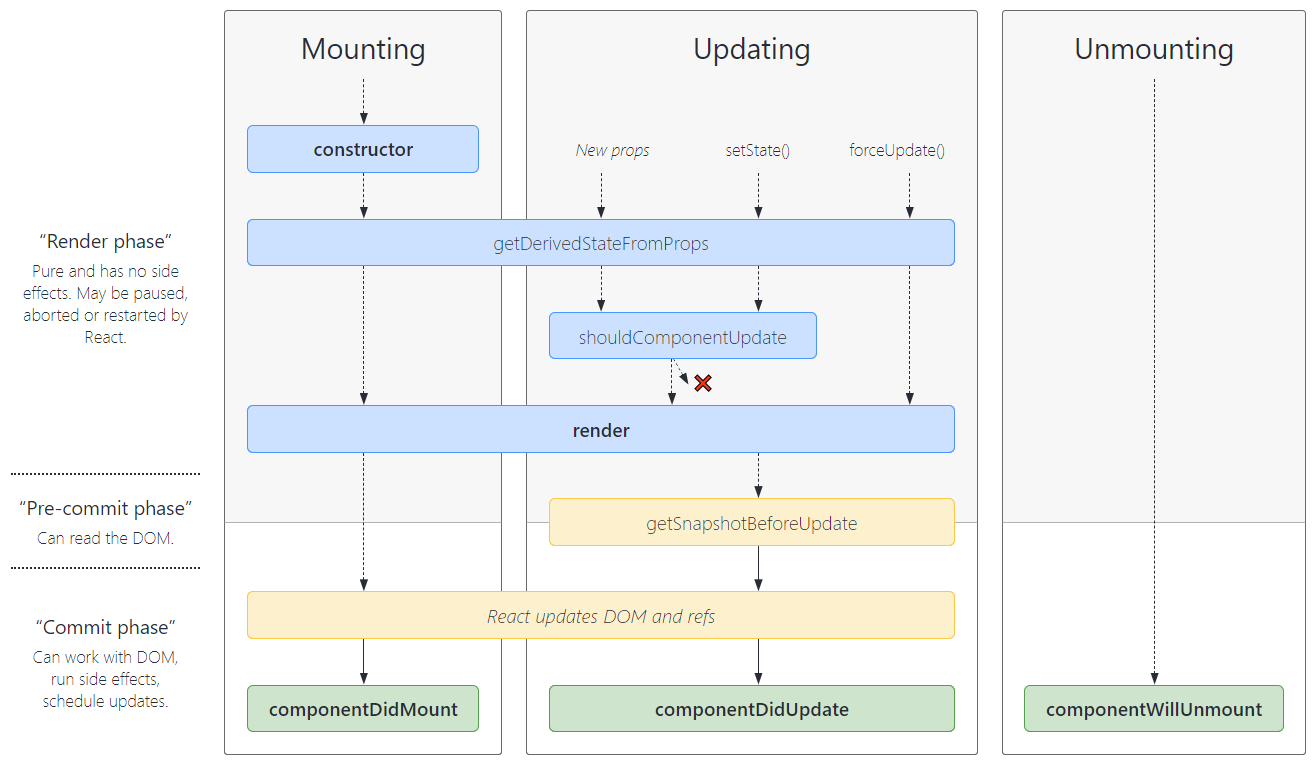 Mounting
Updating
Unmounting
constructor
New props
setState()
forceUpdate()
“Render phase”
Pure and has no side
effects. May be paused,
aborted or restarted by
React.
getDerivedStateFromProps
shouldComponentUpdate
render
“Pre-commit phase”
Can read the DOM.
getSnapshotBeforeUpdate
React updates DOM and refs
“Commit phase”
Can work with DOM,
run side effects,
schedule updates.
componentDidMount
componentDidUpdate
componentWillUnmount